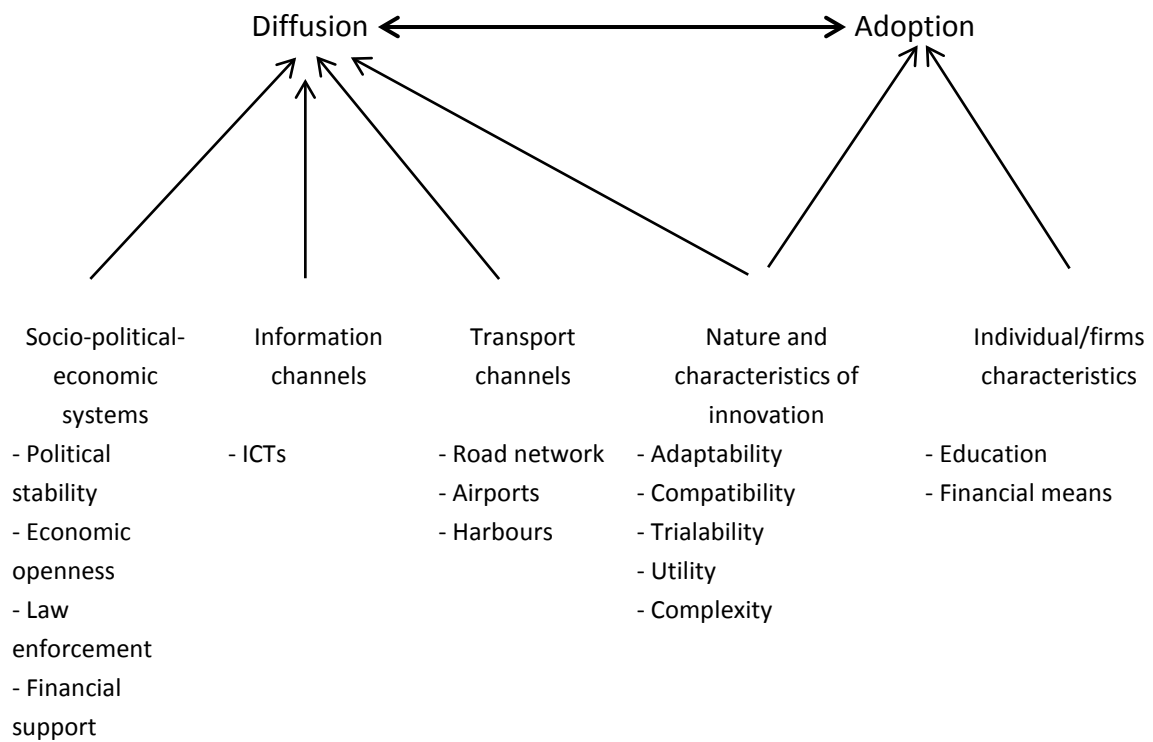 Diffusion
Adoption
Socio-political-
economic
systems
- Political
stability
- Economic
openness
- Law
enforcement
- Financial
support
Information
channels
- ICTs
Transport
channels
- Road network
- Airports
- Harbours
Nature and
characteristics of
innovation
- Adaptability
- Compatibility
- Trialability
- Utility
- Complexity
Individual/firms
characteristics
- Education
- Financial means